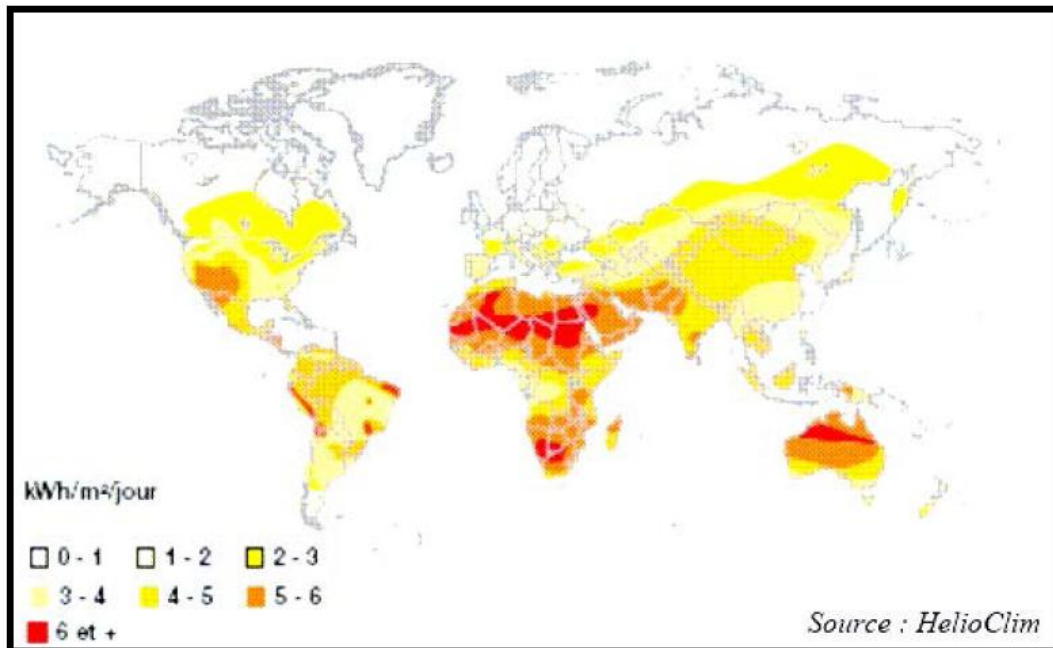 kWh/m²/jour
0 - 1 1 - 2 2 - 3
3 - 4 4 - 5 5 - 6
6 et +
Source : HelioClim